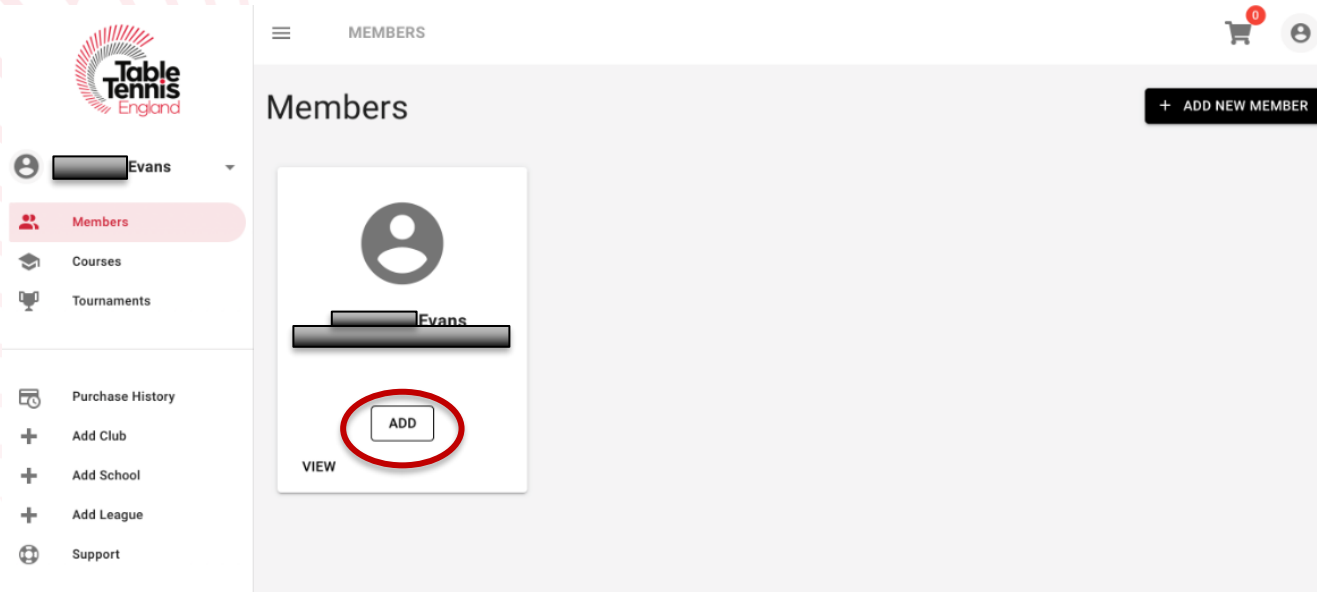 Table
Tennis
England
MEMBERS
0
Members
+ ADD NEW MEMBER
Evans
Members
Courses
Tournaments
Purchase History
Add Club
Add School
Add League
Support
Evans
ADD
VIEW